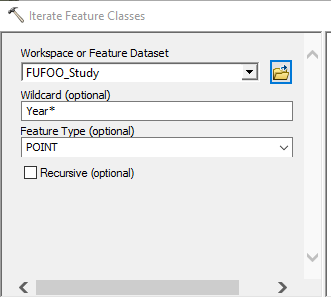 Iterate Feature Classes
Workspace or Feature Dataset
FUFOO_Study
Wildcard (optional)
Year*
Feature Type (optional)
POINT
Recursive (optional)